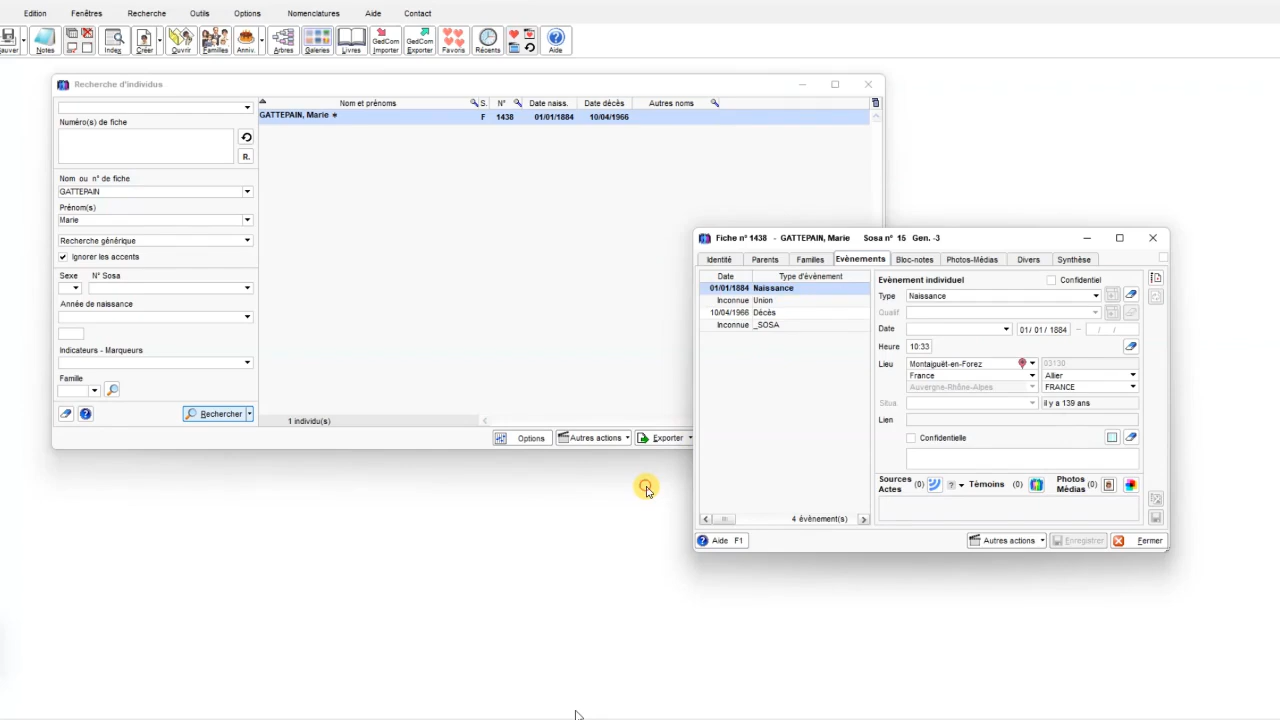 Edition Fenêtres Recherche Outils Options Nomenclatures Aide Contact
auver Notes Index Créer Ouvrir Familles Anniv. Arbres Galeries Livres GedCom Importer GedCom Exporter Favoris Récents Aide
Recherche d'individus
Nom et prénoms S. N° Date naiss. Date décès Autres noms
GATTEPAIN, Marie * F 1438 01/01/1884 10/04/1966
Numéro(s) de fiche
R.
Nom ou n° de fiche
GATTEPAIN
Prénom(s)
Marie
Recherche générique
Ignorer les accents
Sexe N° Sosa
Année de naissance
Indicateurs - Marqueurs
Famille
Rechercher
1 individu(s)
Options Autres actions Exporter
Fiche n° 1438 - GATTEPAIN, Marie Sosa n° 15 Gen. -3
Identité Parents Familles Evènements Bloc-notes Photos-Médias Divers Synthèse
Date Type d'évènement
01/01/1884 Naissance
Inconnue Union
10/04/1966 Décès
Inconnue _SOSA
4 évènement(s)
Evènement individuel Confidentiel
Type Naissance
Qualif
Date 01/ 01/ 1884 – / /
Heure 10:33
Lieu Montaiguët-en-Forez 03130
France Allier
Auvergne-Rhône-Alpes FRANCE
Situa. il y a 139 ans
Lien
Confidentielle
Sources Actes (0) ? Témoins (0) Photos Médias (0)
Aide F1 Autres actions Enregistrer Fermer